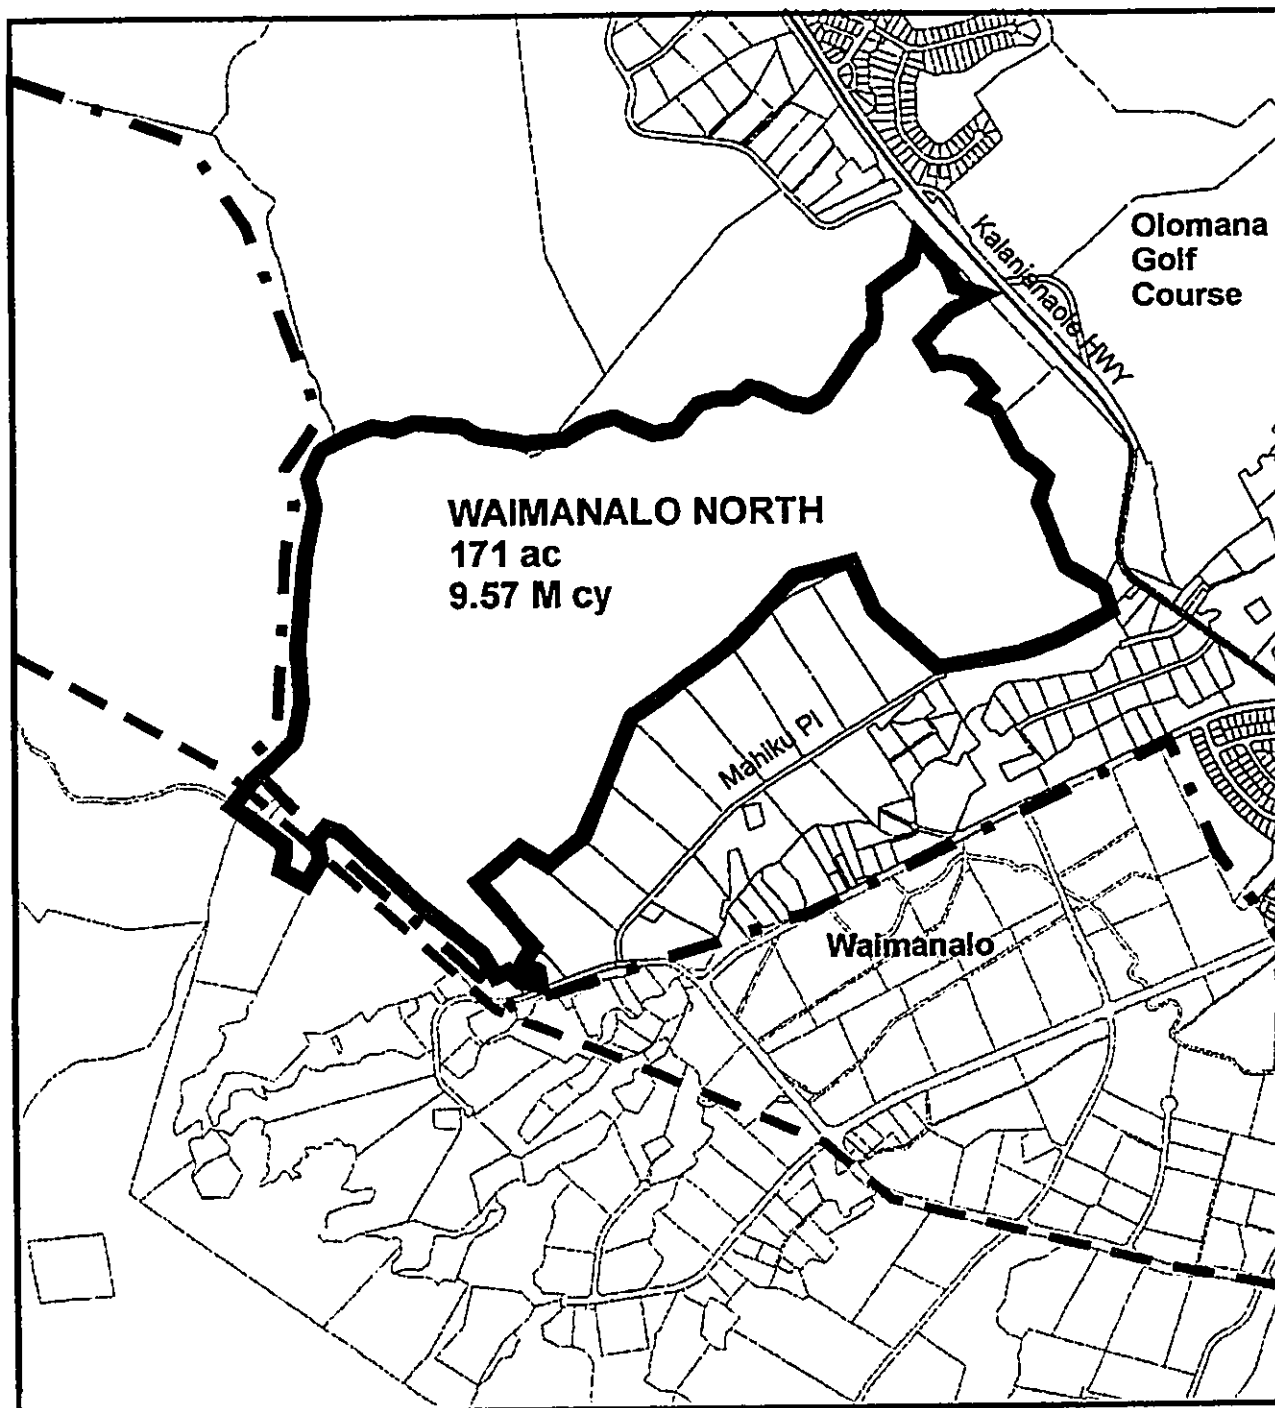 Olomana
Golf
Course
Kalanianaole HWY
WAIMANALO NORTH
171 ac
9.57 M cy
Mahiku Pl
Waimanalo